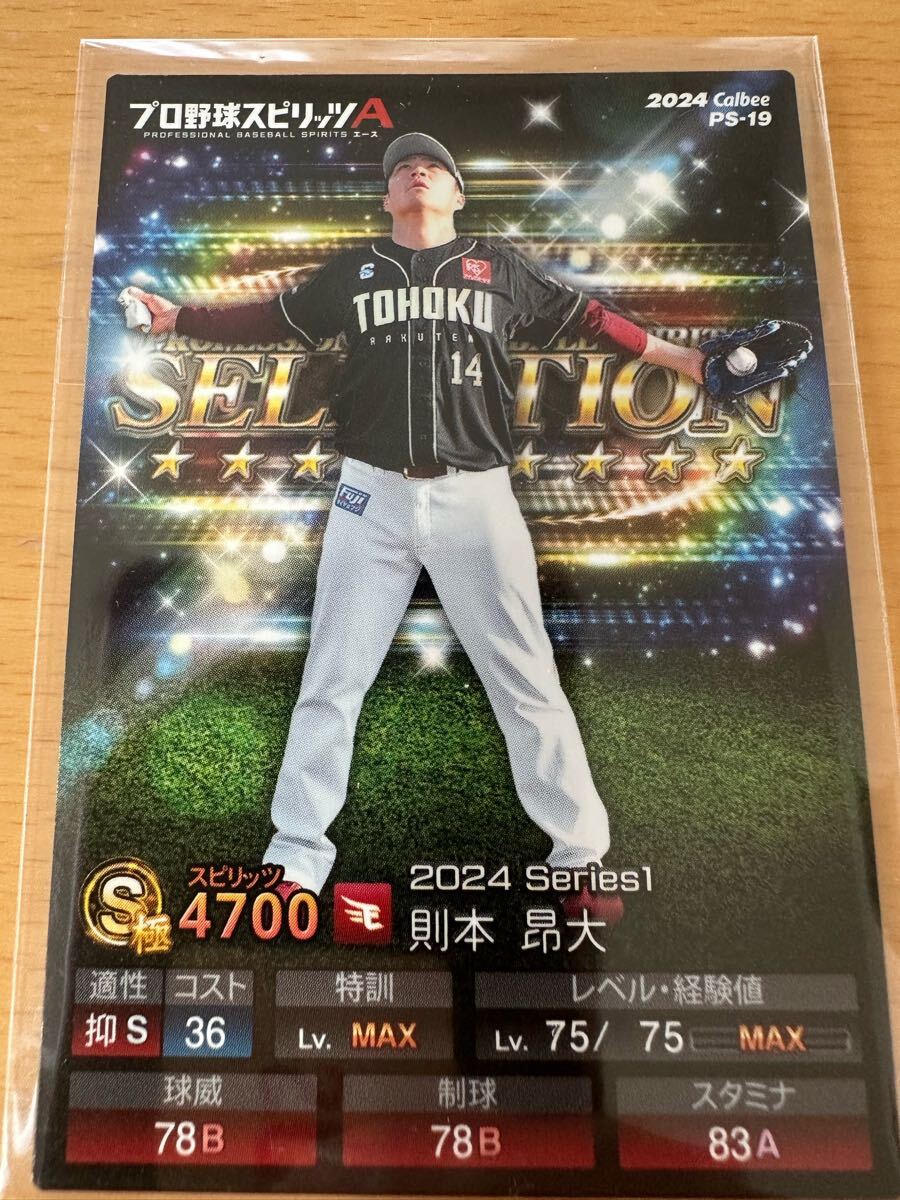 プロ野球スピリッツA
PROFESSIONAL BASEBALL SPIRITS エース
2024 Calbee
PS-19
TOHOKU
RAKUTEN
14
Fuji
スピリッツ
S極 4700
2024 Series1
則本 昂大
適性 コスト 特訓 レベル・経験値
抑 S 36 Lv. MAX Lv. 75/ 75 MAX
球威 制球 スタミナ
78 B 78 B 83 A